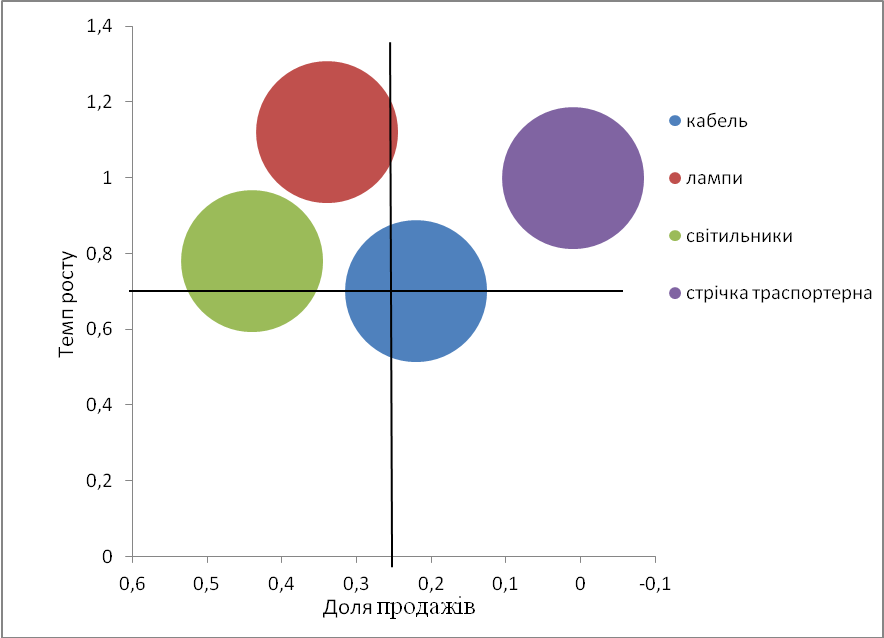 1,4
1,2
1
0,8
0,6
0,4
0,2
0
Темп росту
0,6 0,5 0,4 0,3 0,2 0,1 0 -0,1
Доля продажів
кабель
лампи
світильники
стрічка траспортерна